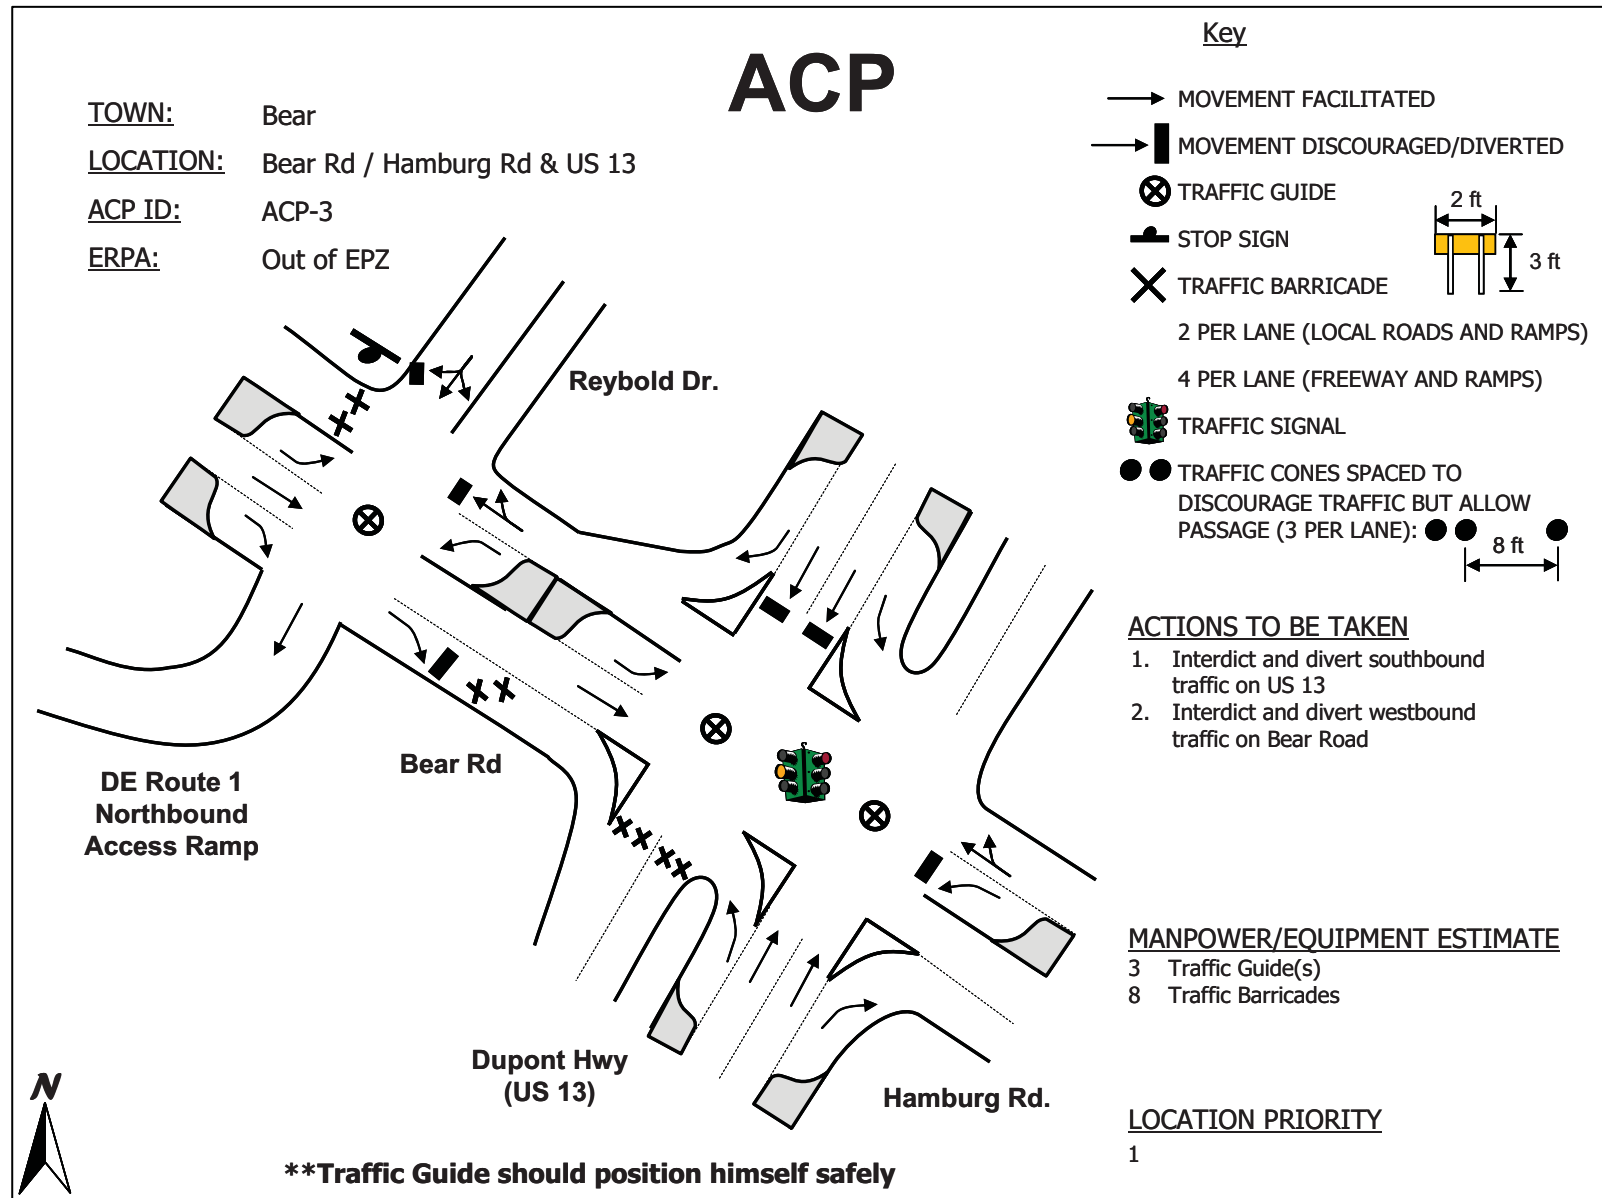 ACP
TOWN: Bear
LOCATION: Bear Rd / Hamburg Rd & US 13
ACP ID: ACP-3
ERPA: Out of EPZ
Key
MOVEMENT FACILITATED
MOVEMENT DISCOURAGED/DIVERTED
TRAFFIC GUIDE
STOP SIGN
TRAFFIC BARRICADE
2 ft
3 ft
2 PER LANE (LOCAL ROADS AND RAMPS)
4 PER LANE (FREEWAY AND RAMPS)
TRAFFIC SIGNAL
TRAFFIC CONES SPACED TO
DISCOURAGE TRAFFIC BUT ALLOW
PASSAGE (3 PER LANE):
8 ft
Reybold Dr.
Bear Rd
DE Route 1
Northbound
Access Ramp
Dupont Hwy
(US 13)
Hamburg Rd.
ACTIONS TO BE TAKEN
1. Interdict and divert southbound
traffic on US 13
2. Interdict and divert westbound
traffic on Bear Road
MANPOWER/EQUIPMENT ESTIMATE
3 Traffic Guide(s)
8 Traffic Barricades
LOCATION PRIORITY
1
N
**Traffic Guide should position himself safely